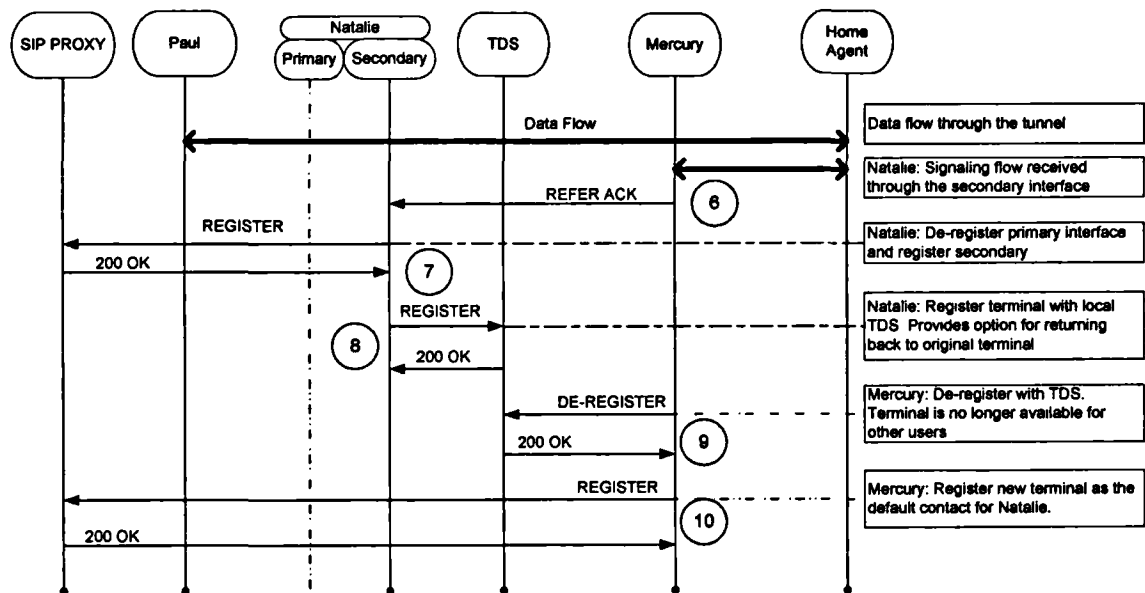 SIP PROXY
Paul
Natalie
Primary
Secondary
TDS
Mercury
Home
Agent
Data Flow
Data flow through the tunnel
Natalie: Signaling flow received
through the secondary interface
REFER ACK
6
REGISTER
Natalie: De-register primary interface
and register secondary
200 OK
7
REGISTER
Natalie: Register terminal with local
TDS Provides option for returning
back to original terminal
8
200 OK
DE-REGISTER
Mercury: De-register with TDS.
Terminal is no longer available for
other users
200 OK
9
REGISTER
Mercury: Register new terminal as the
default contact for Natalie.
10
200 OK